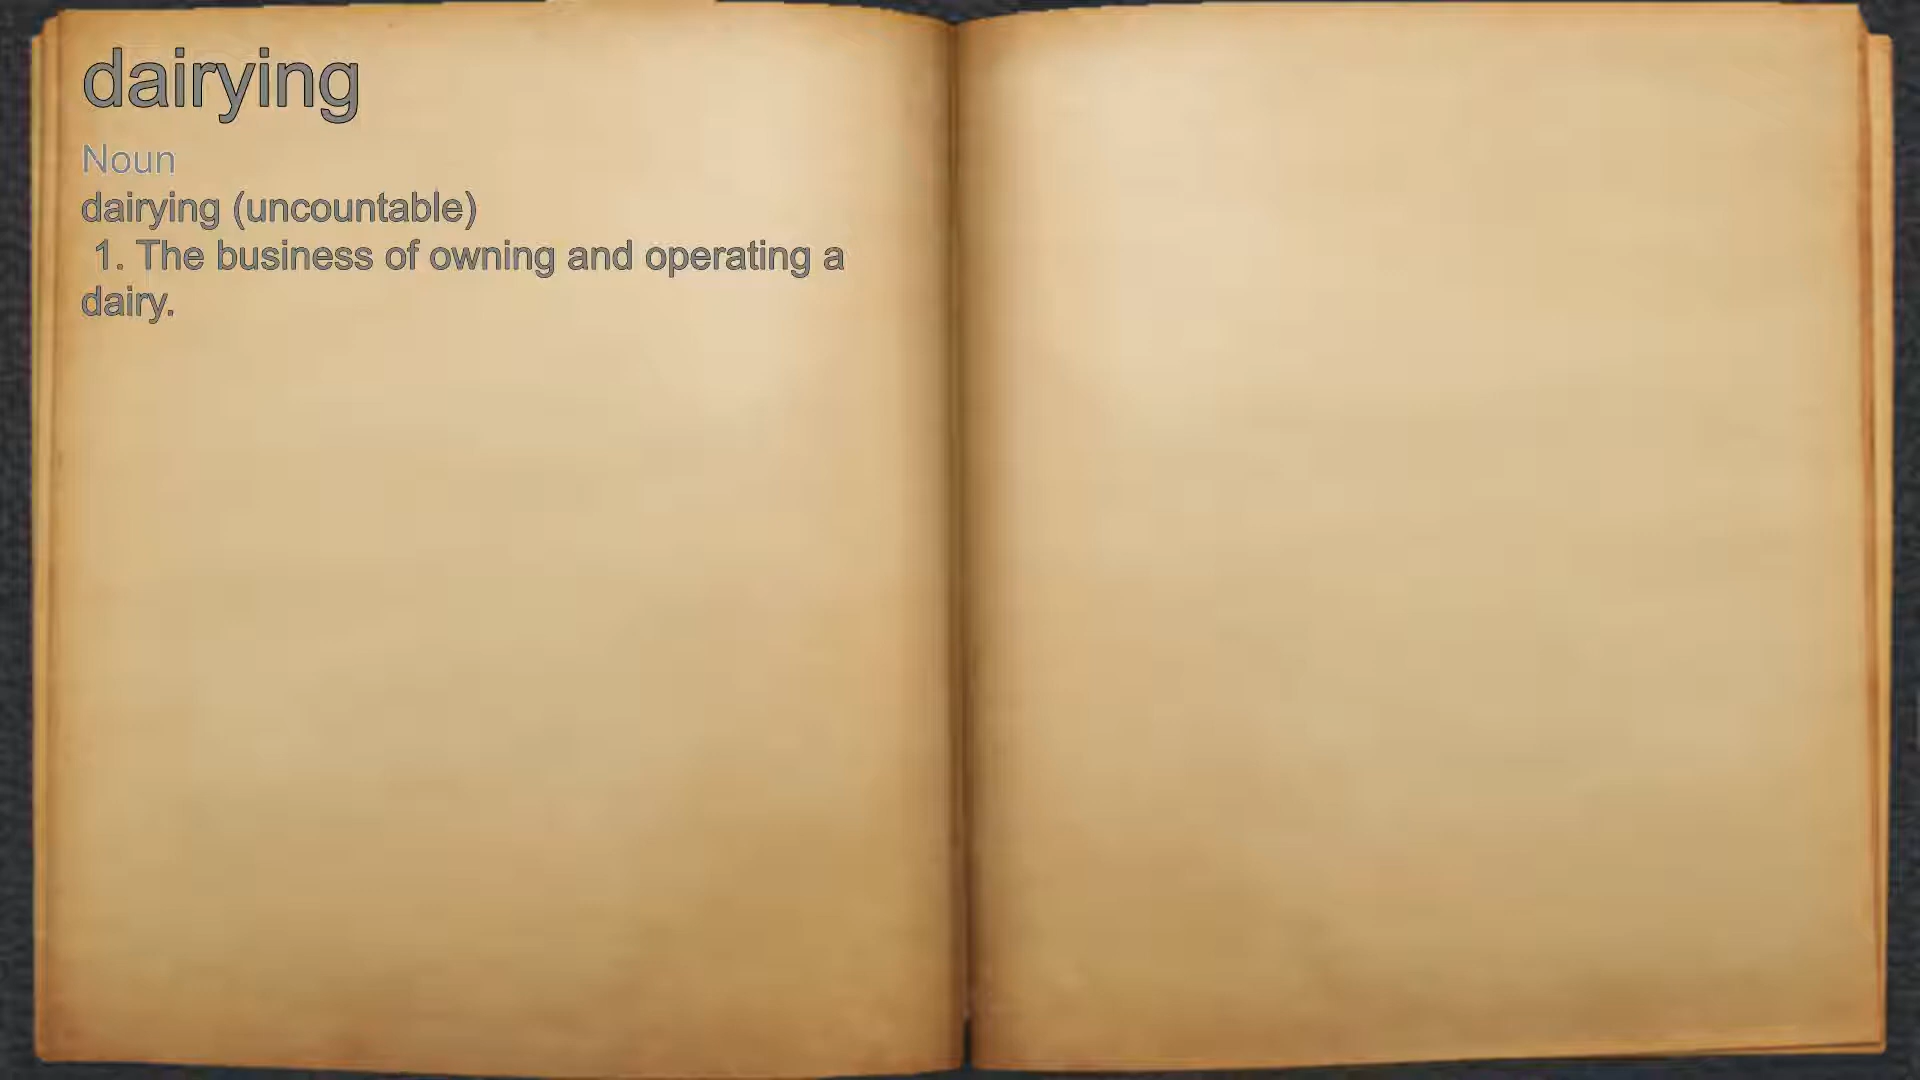 dairying
Noun
dairying (uncountable)
1. The business of owning and operating a
dairy.